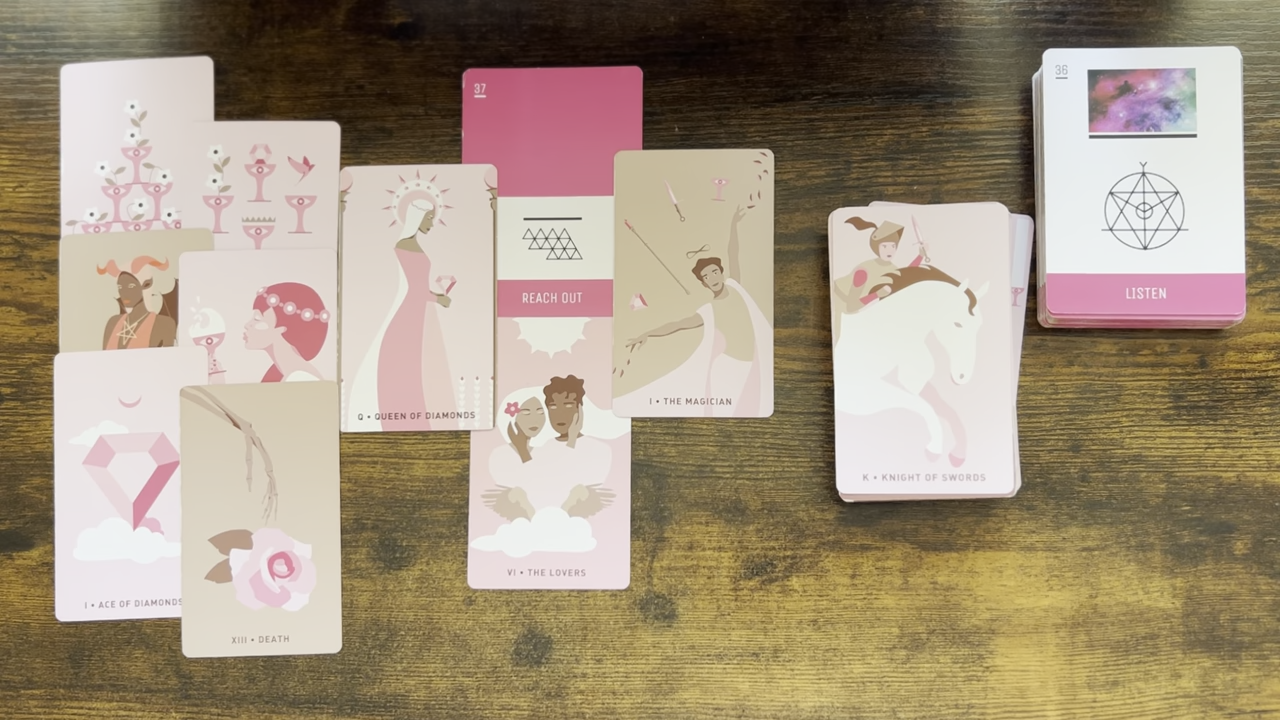 37
REACH OUT
Q • QUEEN OF DIAMONDS
I • THE MAGICIAN
I • ACE OF DIAMONDS
XIII • DEATH
VI • THE LOVERS
K • KNIGHT OF SWORDS
36
LISTEN